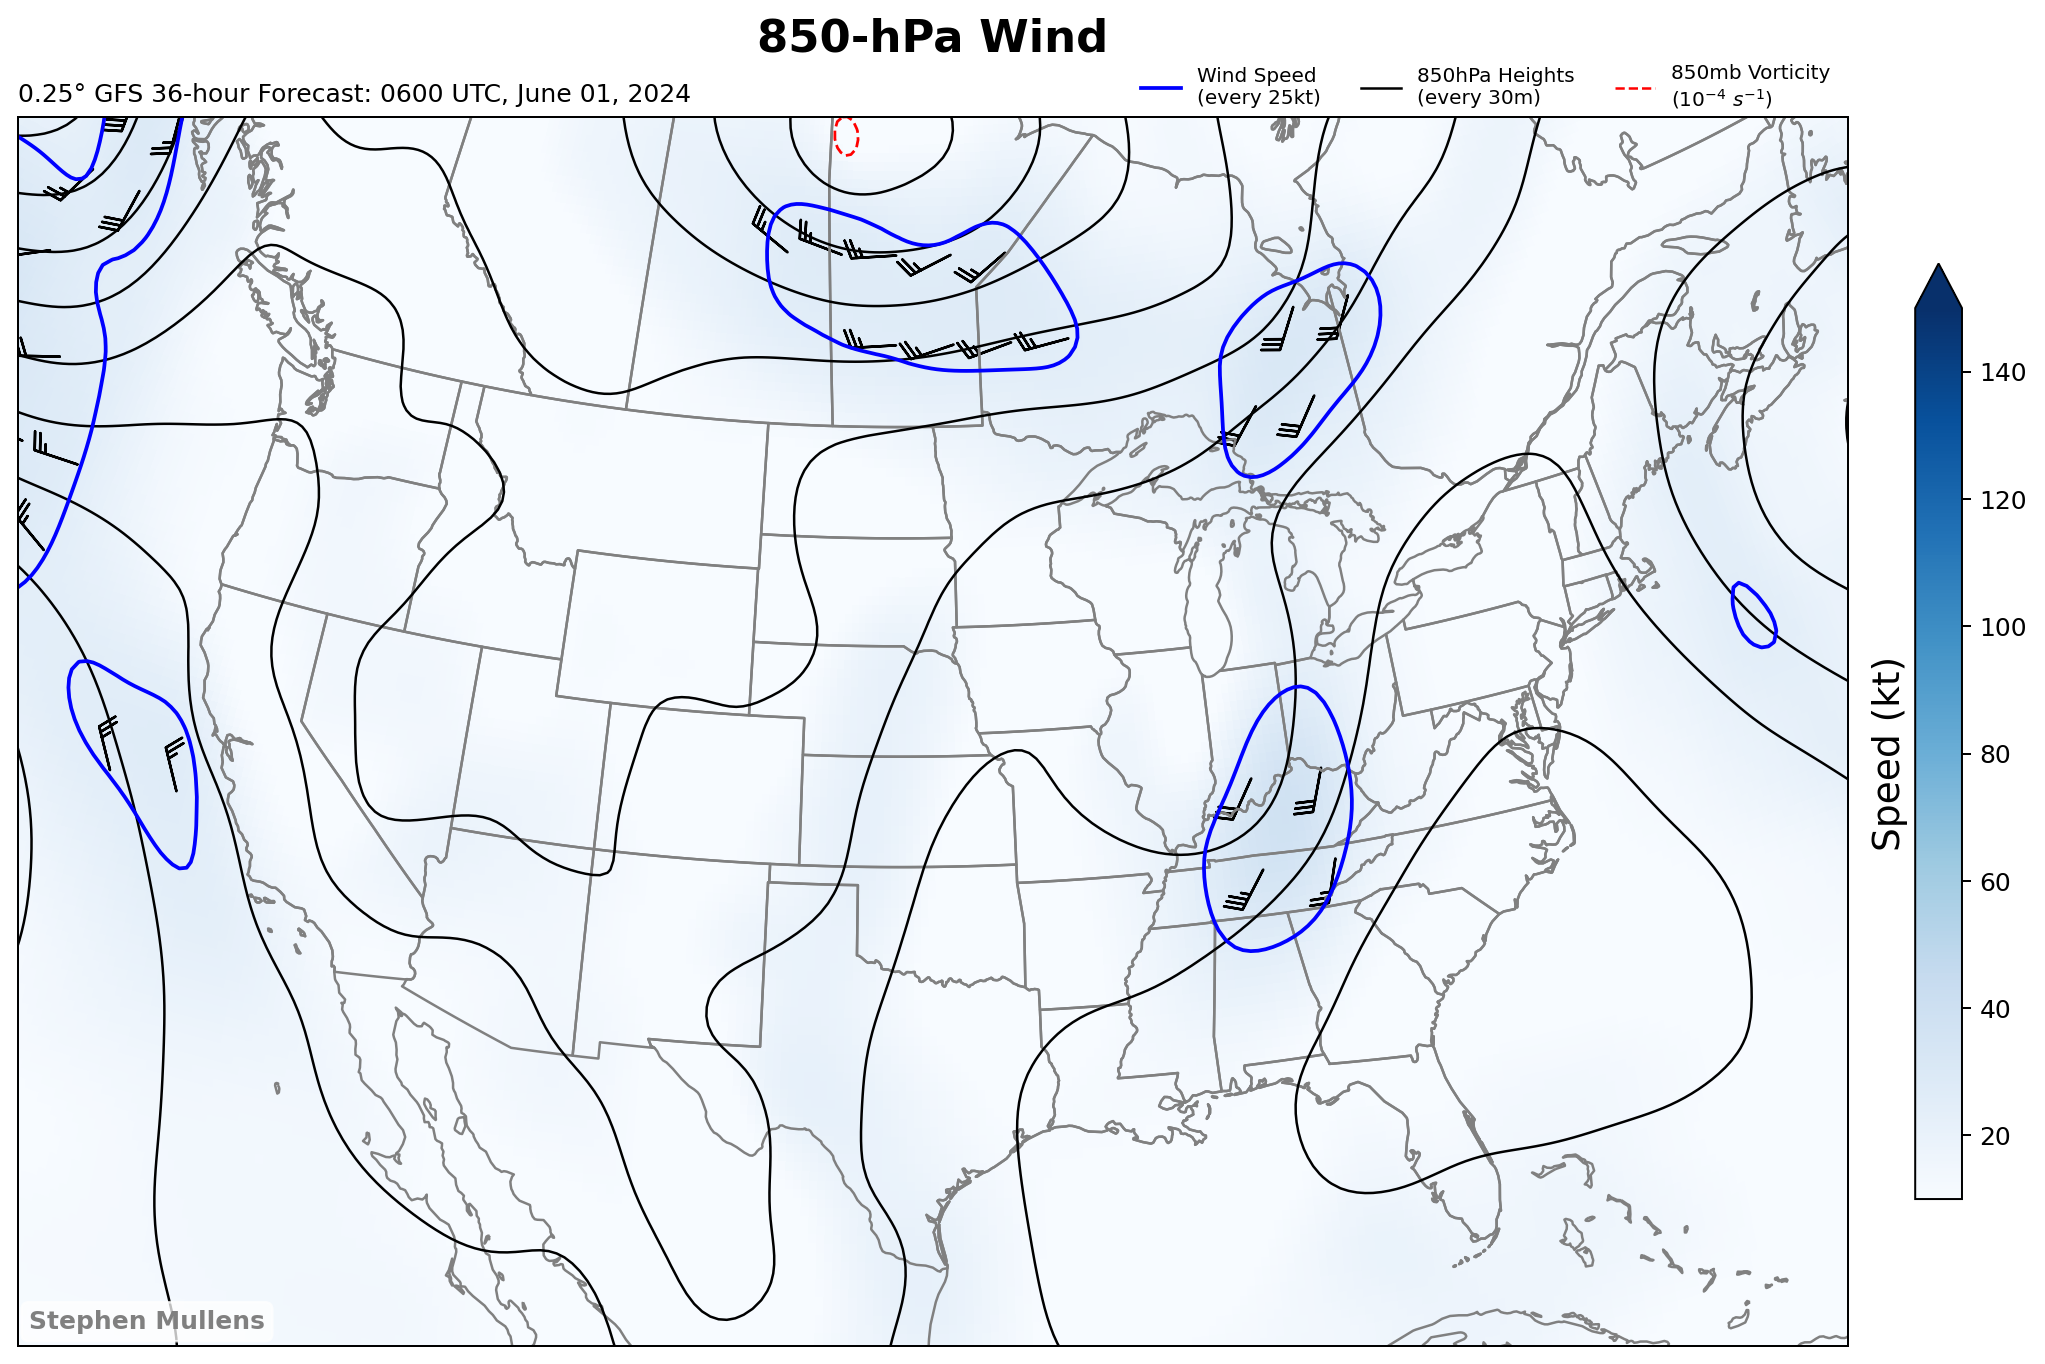 850-hPa Wind
0.25° GFS 36-hour Forecast: 0600 UTC, June 01, 2024
Wind Speed
(every 25kt)
850hPa Heights
(every 30m)
850mb Vorticity
(10⁻⁴ s⁻¹)
140
120
100
80
60
40
20
Speed (kt)
Stephen Mullens